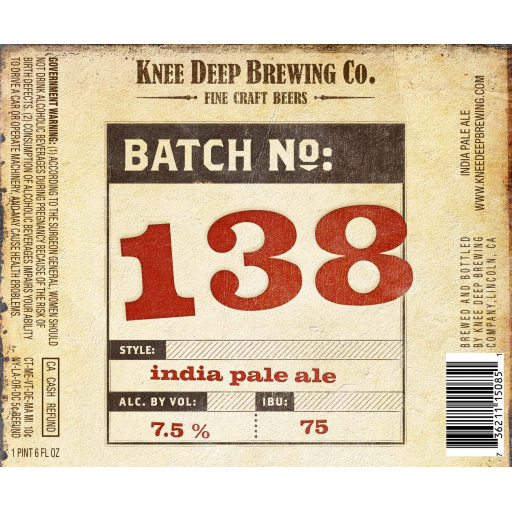 KNEE DEEP BREWING CO.
FINE CRAFT BEERS
BATCH No:
138
STYLE:
india pale ale
ALC. BY VOL:
7.5 %
IBU:
75
GOVERNMENT WARNING: (1) ACCORDING TO THE SURGEON GENERAL, WOMEN SHOULD
NOT DRINK ALCOHOLIC BEVERAGES DURING PREGNANCY BECAUSE OF THE RISK OF
BIRTH DEFECTS. (2) CONSUMPTION OF ALCOHOLIC BEVERAGES IMPAIRS YOUR ABILITY
TO DRIVE A CAR OR OPERATE MACHINERY, AND MAY CAUSE HEALTH PROBLEMS.
CA CASH REFUND
CT-ME-VT-DE-MA MI 10¢
NY-LA-OR-DC 5¢ REFUND
1 PINT 6 FL OZ
INDIA PALE ALE
WWW.KNEEDEEPBREWING.COM
BREWED AND BOTTLED
BY KNEE DEEP BREWING
COMPANY, LINCOLN, CA
7 36211 15085 1